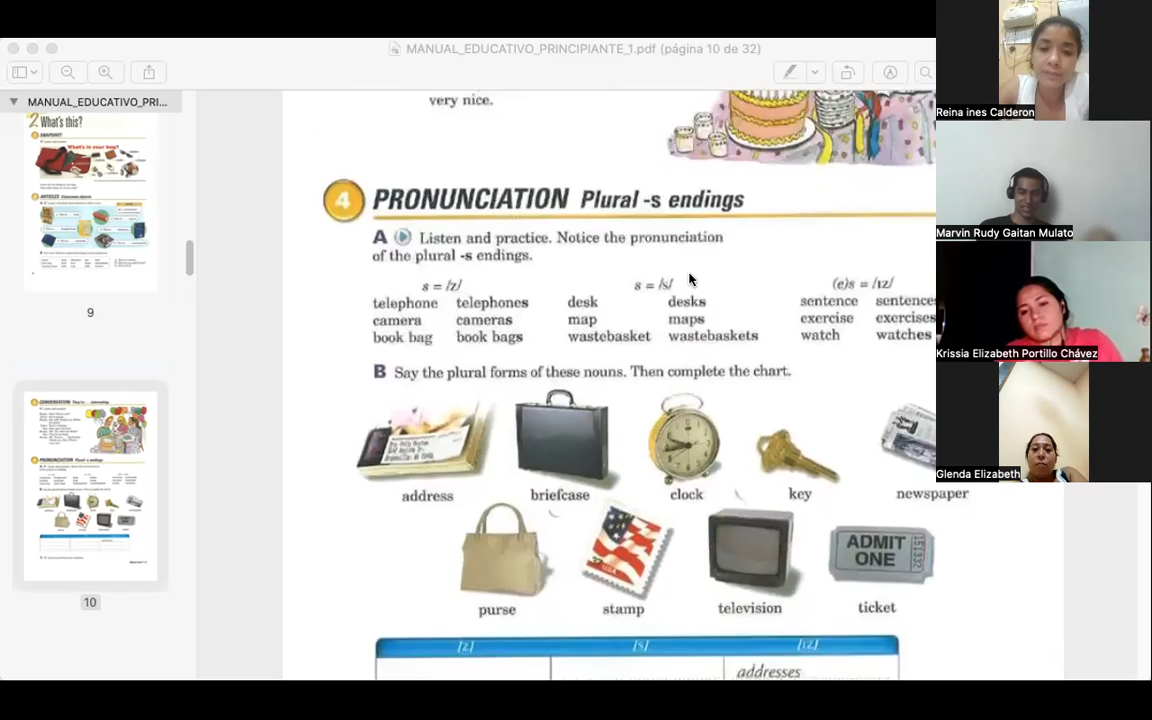 MANUAL_EDUCATIVO_PRINCIPIANTE_1.pdf (página 10 de 32)
MANUAL_EDUCATIVO_PRI...
2 What's this?
SNAPSHOT
9
10
very nice.
4 PRONUNCIATION Plural -s endings
A Listen and practice. Notice the pronunciation
of the plural -s endings.
s = /z/ s = /s/ (e)s = /ɪz/
telephone telephones desk desks sentence sentences
camera cameras map maps exercise exercises
book bag book bags wastebasket wastebaskets watch watches
B Say the plural forms of these nouns. Then complete the chart.
address briefcase clock key newspaper
ADMIT
ONE
purse stamp television ticket
/z/ /s/ /ɪz/
addresses
Reina ines Calderon
Marvin Rudy Gaitan Mulato
Krissia Elizabeth Portillo Chávez
Glenda Elizabeth